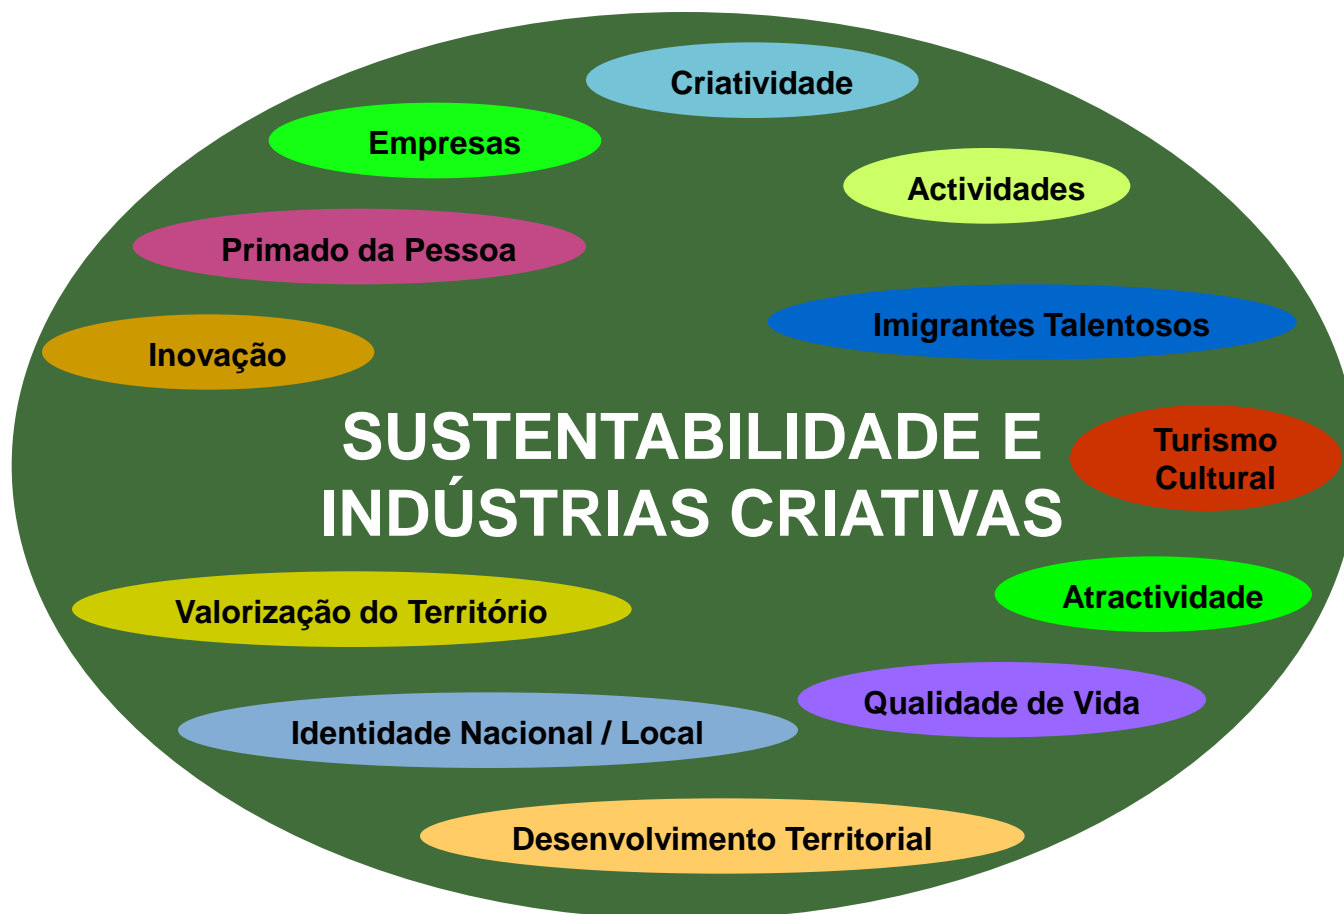 Criatividade
Empresas
Actividades
Primado da Pessoa
Imigrantes Talentosos
Inovação
SUSTENTABILIDADE E
INDÚSTRIAS CRIATIVAS
Turismo
Cultural
Atractividade
Valorização do Território
Qualidade de Vida
Identidade Nacional / Local
Desenvolvimento Territorial